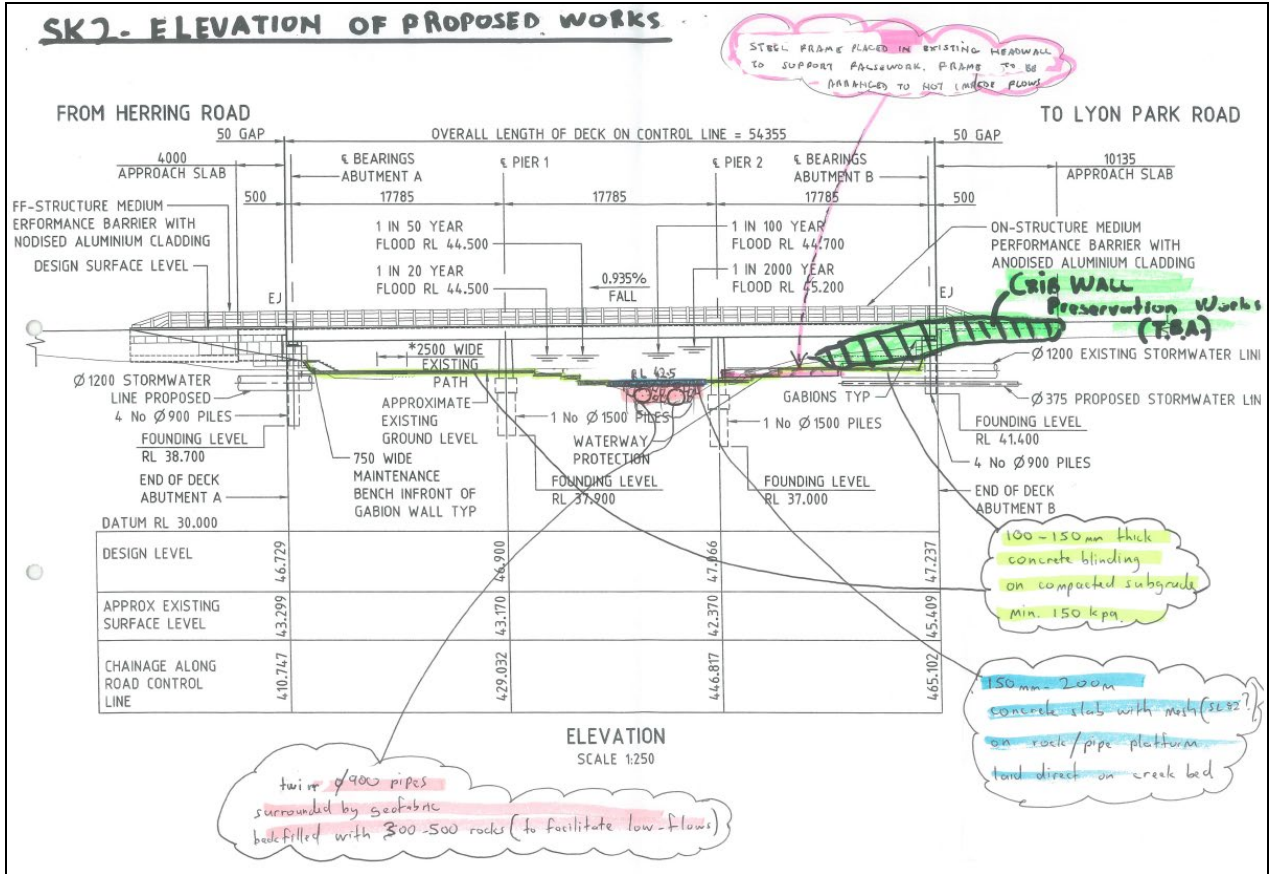 SK2- ELEVATION OF PROPOSED WORKS
STEEL FRAME PLACED IN EXISTING HEADWALL
TO SUPPORT FALSEWORK. FRAME TO BE
ARRANGED TO NOT IMPEDE FLOWS
FROM HERRING ROAD
TO LYON PARK ROAD
50 GAP
OVERALL LENGTH OF DECK ON CONTROL LINE = 54355
50 GAP
4000
APPROACH SLAB
℄ BEARINGS
ABUTMENT A
℄ PIER 1
℄ PIER 2
℄ BEARINGS
ABUTMENT B
10135
APPROACH SLAB
500
17785
17785
17785
500
FF-STRUCTURE MEDIUM
ERFORMANCE BARRIER WITH
NODISED ALUMINIUM CLADDING
DESIGN SURFACE LEVEL
1 IN 50 YEAR
FLOOD RL 44.500
1 IN 20 YEAR
FLOOD RL 44.500
0.935%
FALL
1 IN 100 YEAR
FLOOD RL 44.700
1 IN 2000 YEAR
FLOOD RL 45.200
ON-STRUCTURE MEDIUM
PERFORMANCE BARRIER WITH
ANODISED ALUMINIUM CLADDING
EJ
EJ
CRIB WALL
Preservation Works
(T.B.A.)
*2500 WIDE
EXISTING
PATH
RL 42.5
Ø 1200 STORMWATER
LINE PROPOSED
4 No Ø 900 PILES
FOUNDING LEVEL
RL 38.700
END OF DECK
ABUTMENT A
APPROXIMATE
EXISTING
GROUND LEVEL
750 WIDE
MAINTENANCE
BENCH INFRONT OF
GABION WALL TYP
1 No Ø 1500 PILES
WATERWAY
PROTECTION
FOUNDING LEVEL
RL 37.900
GABIONS TYP
1 No Ø 1500 PILES
FOUNDING LEVEL
RL 37.000
Ø 1200 EXISTING STORMWATER LINI
Ø 375 PROPOSED STORMWATER LIN
FOUNDING LEVEL
RL 41.400
4 No Ø 900 PILES
END OF DECK
ABUTMENT B
DATUM RL 30.000
DESIGN LEVEL
46.729
46.900
47.066
47.237
APPROX EXISTING
SURFACE LEVEL
43.299
43.170
42.370
45.409
CHAINAGE ALONG
ROAD CONTROL
LINE
410.747
429.032
446.817
465.102
100-150mm thick
concrete blinding
on compacted subgrade
min. 150 kpa.
150mm-200m
concrete slab with mesh (SL82?)
on rock/pipe platform
laid direct on creek bed
ELEVATION
SCALE 1:250
twin Ø900 pipes
surrounded by geofabric
backfilled with 300-500 rocks (to facilitate low-flows)